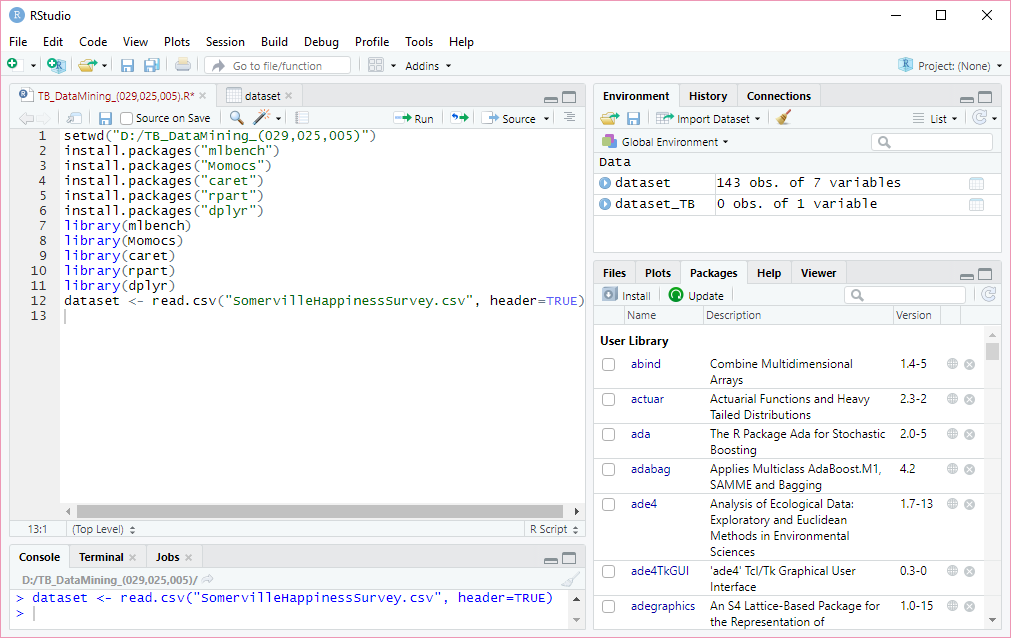 RStudio
File Edit Code View Plots Session Build Debug Profile Tools Help
Go to file/function Addins Project: (None)
TB_DataMining_(029,025,005).R* dataset
Source on Save Run Source
1 setwd("D:/TB_DataMining_(029,025,005)")
2 install.packages("mlbench")
3 install.packages("Momocs")
4 install.packages("caret")
5 install.packages("rpart")
6 install.packages("dplyr")
7 library(mlbench)
8 library(Momocs)
9 library(caret)
10 library(rpart)
11 library(dplyr)
12 dataset <- read.csv("SomervilleHappinessSurvey.csv", header=TRUE)
13
13:1 (Top Level) R Script
Console Terminal Jobs
D:/TB_DataMining_(029,025,005)/
> dataset <- read.csv("SomervilleHappinessSurvey.csv", header=TRUE)
>
Environment History Connections
Import Dataset List
Global Environment
Data
dataset 143 obs. of 7 variables
dataset_TB 0 obs. of 1 variable
Files Plots Packages Help Viewer
Install Update
Name Description Version
User Library
abind Combine Multidimensional 1.4-5
Arrays
actuar Actuarial Functions and Heavy 2.3-2
Tailed Distributions
ada The R Package Ada for Stochastic 2.0-5
Boosting
adabag Applies Multiclass AdaBoost.M1, 4.2
SAMME and Bagging
ade4 Analysis of Ecological Data: 1.7-13
Exploratory and Euclidean
Methods in Environmental
Sciences
ade4TkGUI 'ade4' Tcl/Tk Graphical User 0.3-0
Interface
adegraphics An S4 Lattice-Based Package for 1.0-15
the Representation of